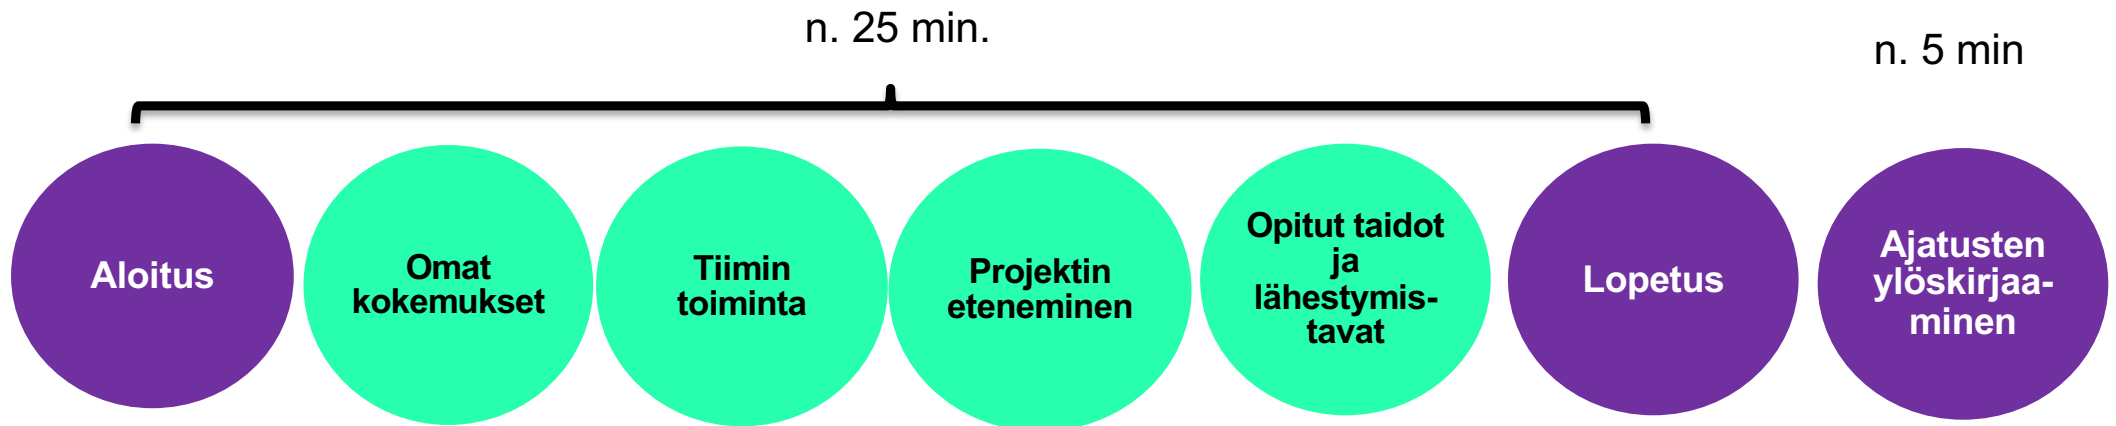 n. 25 min.
n. 5 min
Aloitus
Omat
kokemukset
Tiimin
toiminta
Projektin
eteneminen
Opitut taidot
ja
lähestymis-
tavat
Lopetus
Ajatusten
ylöskirjaa-
minen